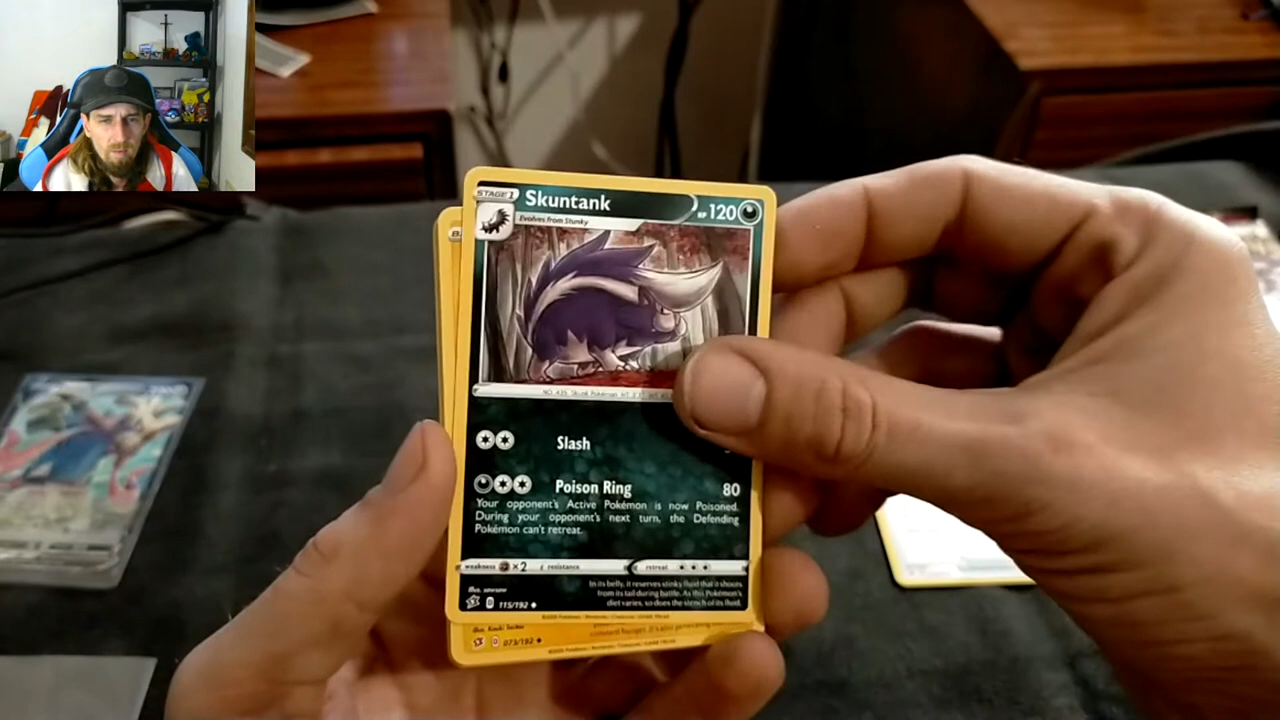 STAGE 1
Skuntank
HP 120
Evolves from Stunky
Slash
Poison Ring 80
Your opponent's Active Pokémon is now Poisoned.
During your opponent's next turn, the Defending
Pokémon can't retreat.
weakness ×2 resistance retreat
In its belly, it reserves stinky fluid that it shoots
from its tail during battle. As this Pokémon's
diet varies, so does the stench of its fluid.
Illus. sowsow
115/192
073/192